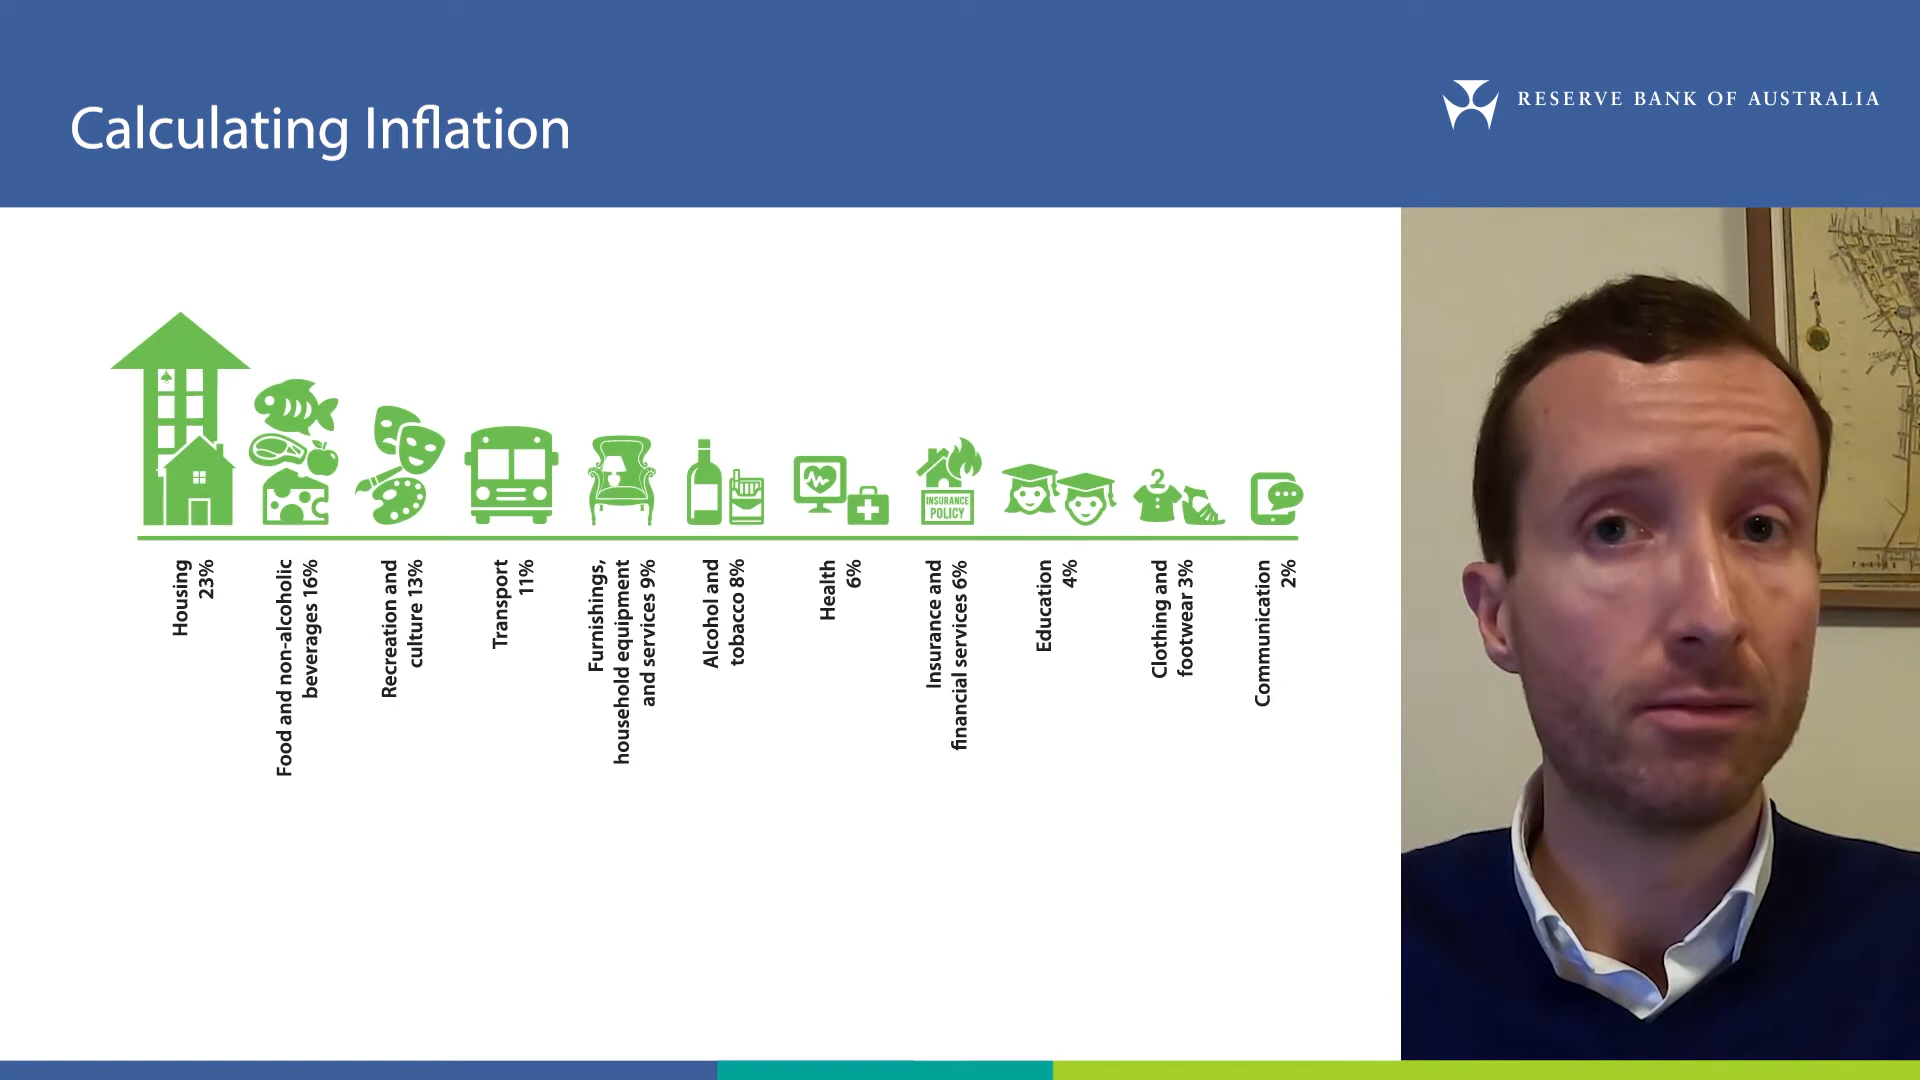 Calculating Inflation
RESERVE BANK OF AUSTRALIA
INSURANCE
POLICY
2
Housing
23%
Food and non-alcoholic
beverages 16%
Recreation and
culture 13%
Transport
11%
Furnishings,
household equipment
and services 9%
Alcohol and
tobacco 8%
Health
6%
Insurance and
financial services 6%
Education
4%
Clothing and
footwear 3%
Communication
2%